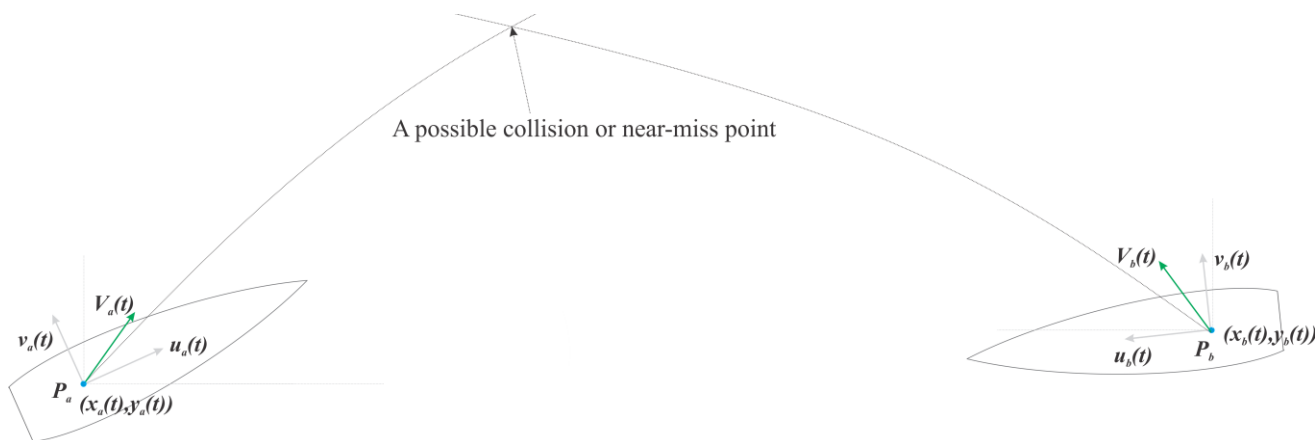 A possible collision or near-miss point
V_a(t)
v_a(t)
u_a(t)
P_a
(x_a(t),y_a(t))
V_b(t)
v_b(t)
u_b(t)
P_b
(x_b(t),y_b(t))